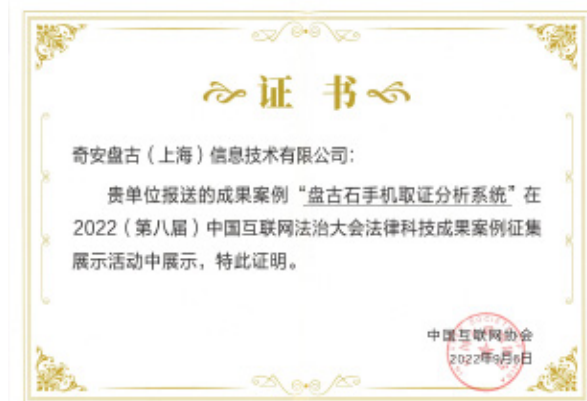 证 书
奇安盘古（上海）信息技术有限公司：
贵单位报送的成果案例“盘古石手机取证分析系统”在
2022（第八届）中国互联网法治大会法律科技成果案例征集
展示活动中展示，特此证明。
中国互联网协会
2022年9月6日